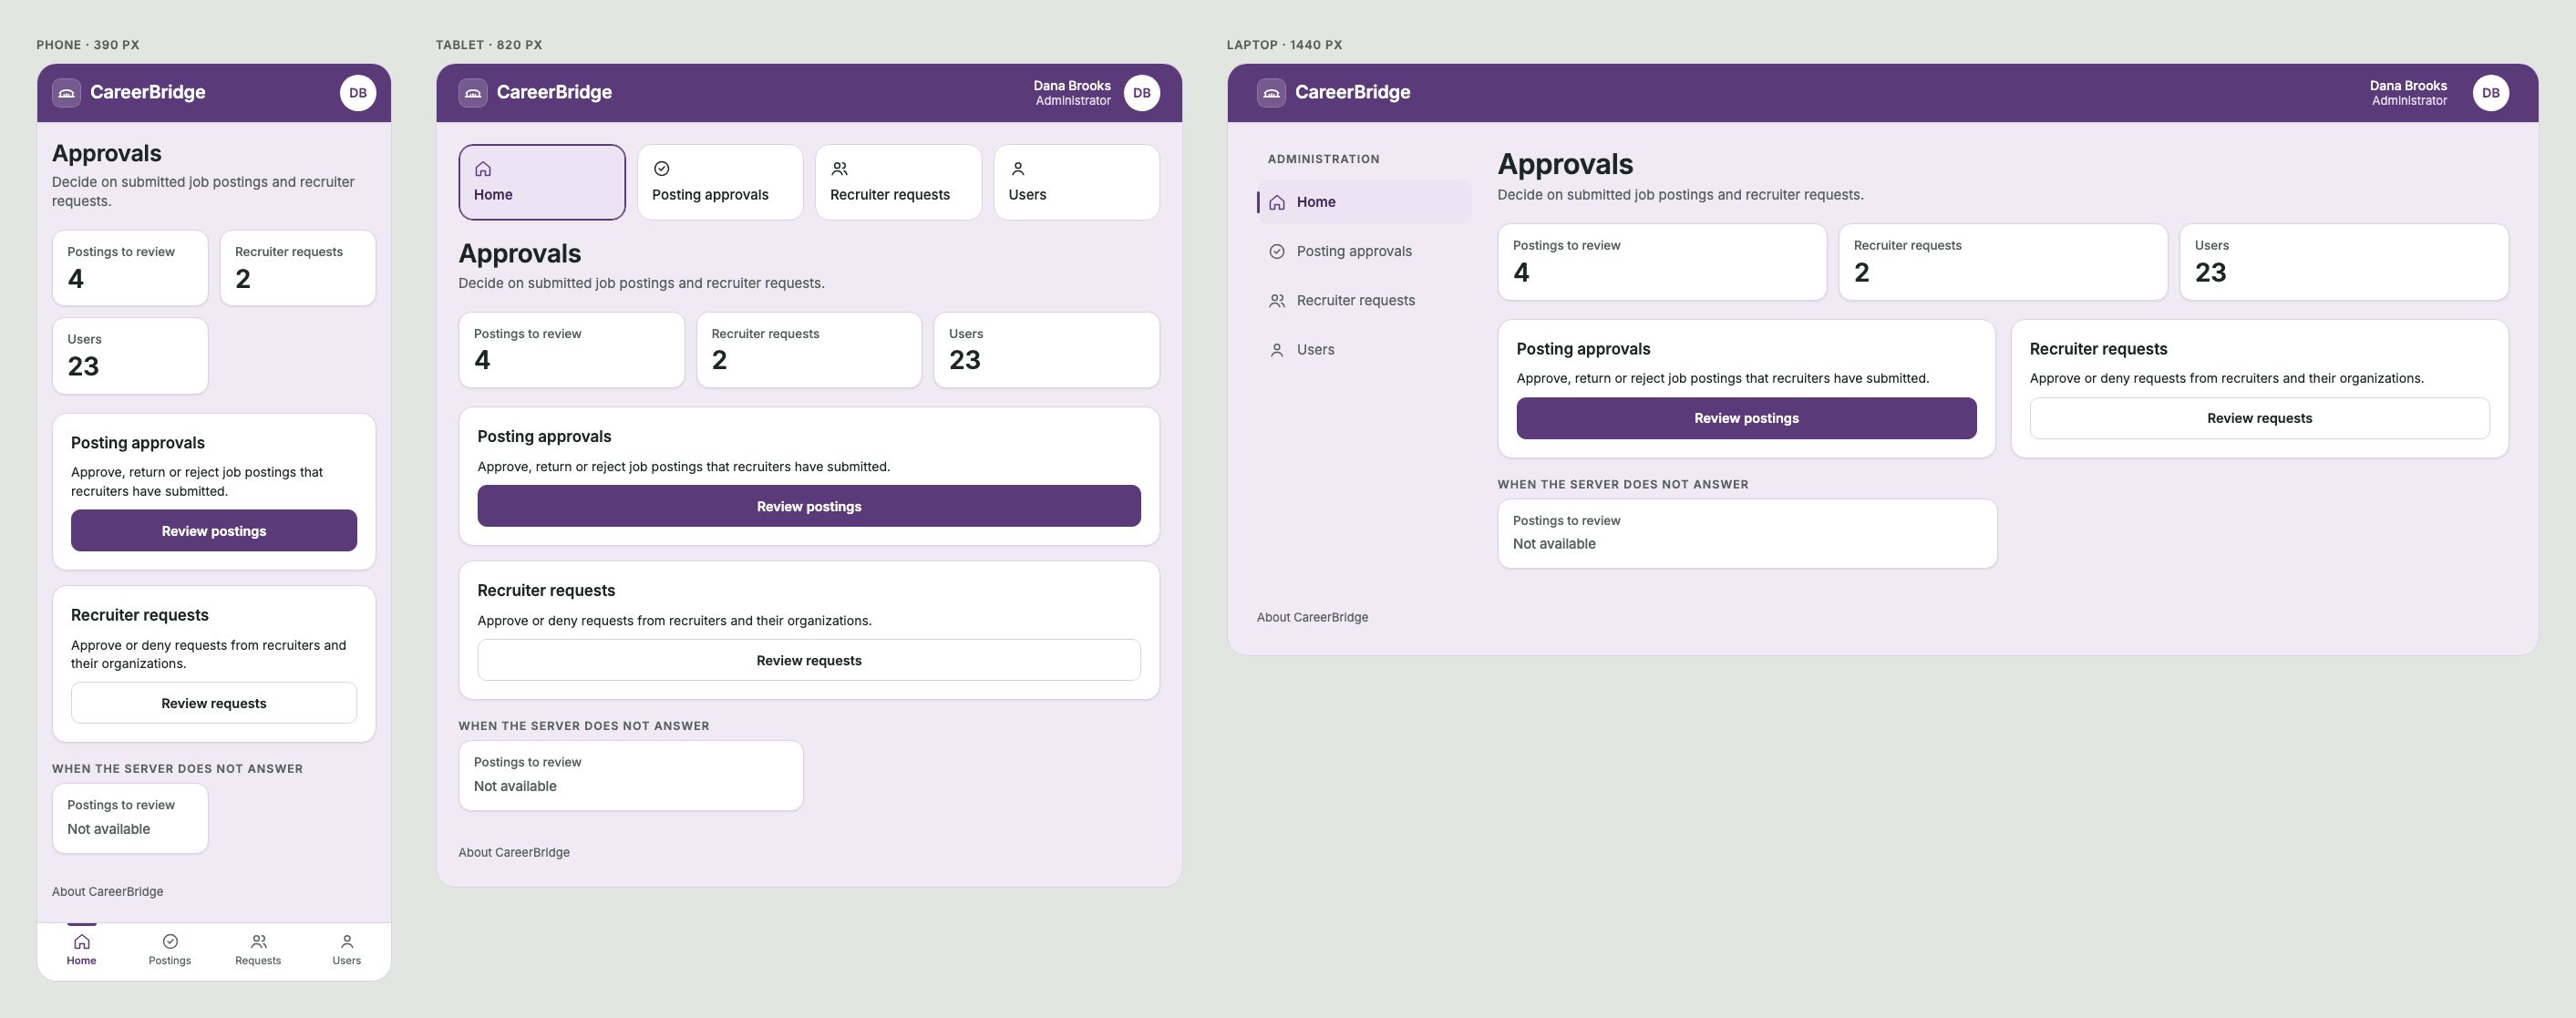 PHONE · 390 PX
CareerBridge
DB
Approvals
Decide on submitted job postings and recruiter
requests.
Postings to review
4
Recruiter requests
2
Users
23
Posting approvals
Approve, return or reject job postings that
recruiters have submitted.
Review postings
Recruiter requests
Approve or deny requests from recruiters and
their organizations.
Review requests
WHEN THE SERVER DOES NOT ANSWER
Postings to review
Not available
About CareerBridge
Home
Postings
Requests
Users
TABLET · 820 PX
CareerBridge
Dana Brooks
Administrator
DB
Home
Posting approvals
Recruiter requests
Users
Approvals
Decide on submitted job postings and recruiter requests.
Postings to review
4
Recruiter requests
2
Users
23
Posting approvals
Approve, return or reject job postings that recruiters have submitted.
Review postings
Recruiter requests
Approve or deny requests from recruiters and their organizations.
Review requests
WHEN THE SERVER DOES NOT ANSWER
Postings to review
Not available
About CareerBridge
LAPTOP · 1440 PX
CareerBridge
Dana Brooks
Administrator
DB
ADMINISTRATION
Home
Posting approvals
Recruiter requests
Users
Approvals
Decide on submitted job postings and recruiter requests.
Postings to review
4
Recruiter requests
2
Users
23
Posting approvals
Approve, return or reject job postings that recruiters have submitted.
Review postings
Recruiter requests
Approve or deny requests from recruiters and their organizations.
Review requests
WHEN THE SERVER DOES NOT ANSWER
Postings to review
Not available
About CareerBridge